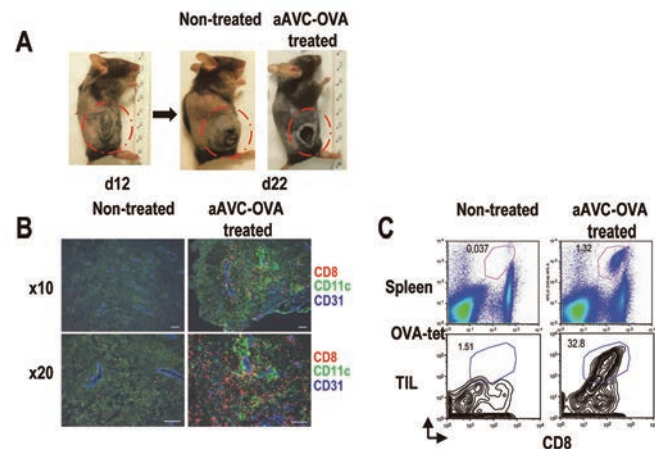 A
Non-treated
aAVC-OVA
treated
d12
d22
B
Non-treated
aAVC-OVA
treated
x10
CD8
CD11c
CD31
x20
CD8
CD11c
CD31
C
Non-treated
aAVC-OVA
treated
Spleen
0.037
1.32
OVA-tet
TIL
1.51
32.8
CD8